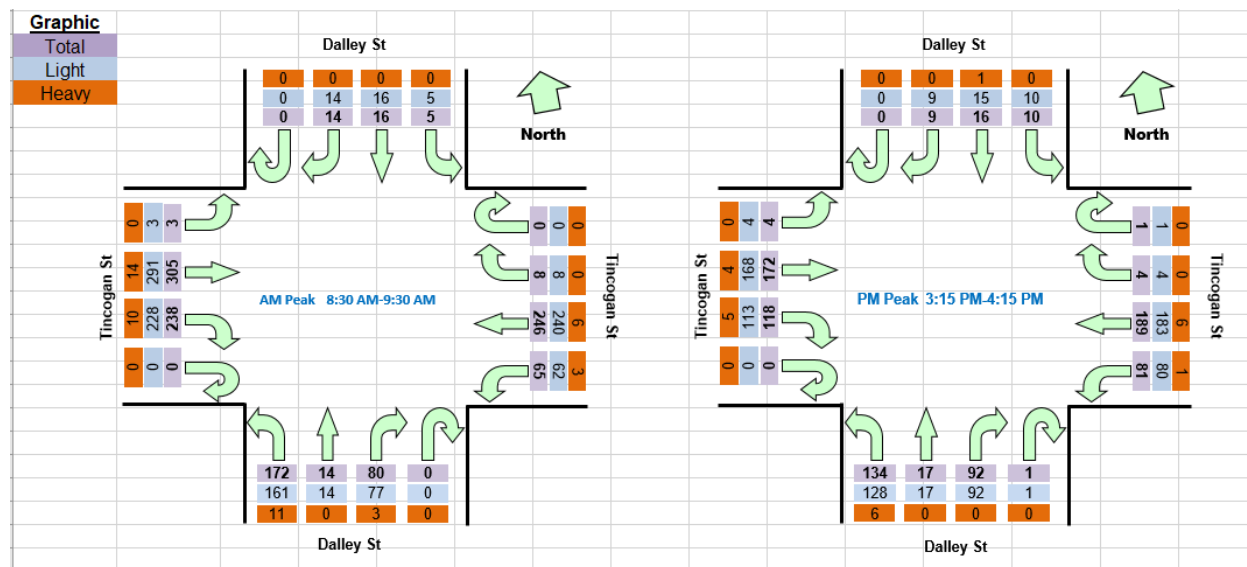 Graphic
Total
Light
Heavy
Dalley St
0 0 0 0
0 14 16 5
0 14 16 5
North
Tincogan St
0 3 3
14 291 305
10 228 238
0 0 0
AM Peak 8:30 AM-9:30 AM
0 0 0
8 8 0
246 240 6
65 62 3
Tincogan St
172 14 80 0
161 14 77 0
11 0 3 0
Dalley St
Dalley St
0 0 1 0
0 9 15 10
0 9 16 10
North
Tincogan St
0 4 4
4 168 172
5 113 118
0 0 0
PM Peak 3:15 PM-4:15 PM
1 1 0
4 4 0
189 183 6
81 80 1
Tincogan St
134 17 92 1
128 17 92 1
6 0 0 0
Dalley St